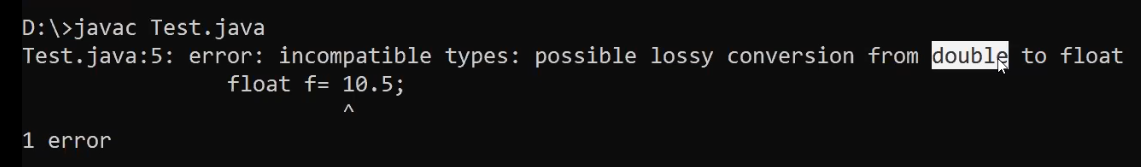 D:\>javac Test.java
Test.java:5: error: incompatible types: possible lossy conversion from double to float
float f= 10.5;
^
1 error